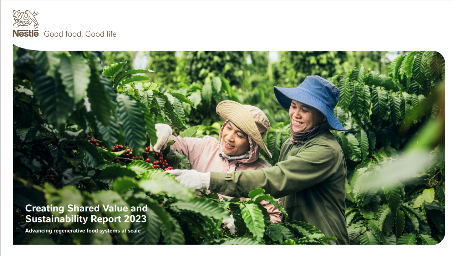 Nestlé Good food, Good life
Creating Shared Value and
Sustainability Report 2023
Advancing regenerative food systems at scale